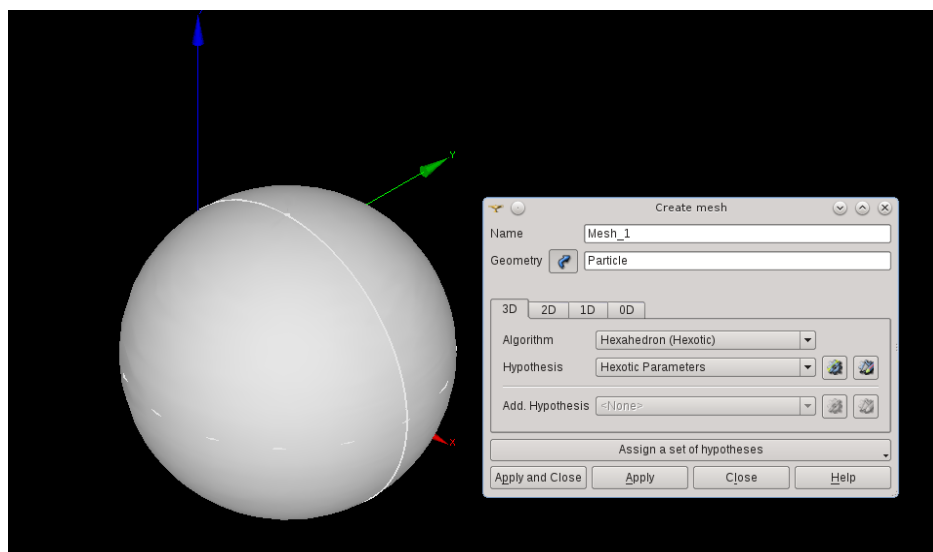 Y
X
Create mesh
Name Mesh_1
Geometry Particle
3D 2D 1D 0D
Algorithm Hexahedron (Hexotic)
Hypothesis Hexotic Parameters
Add. Hypothesis <None>
Assign a set of hypotheses
Apply and Close Apply Close Help